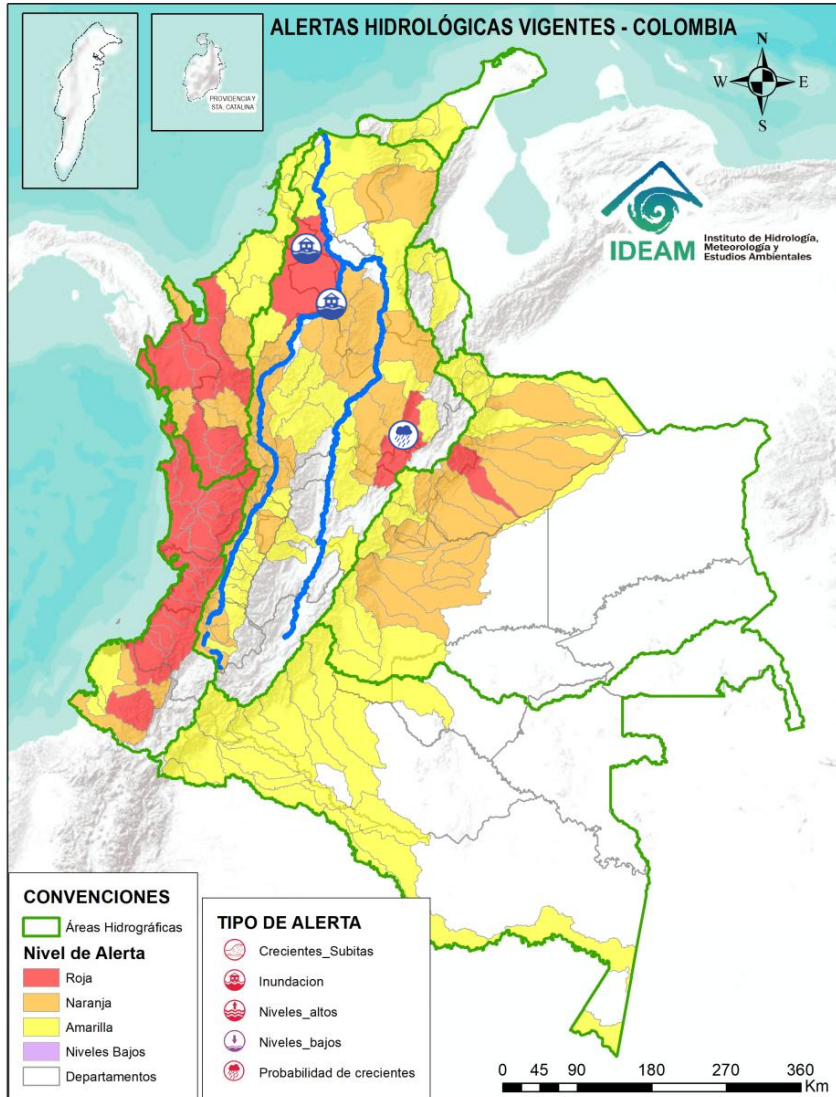 ALERTAS HIDROLÓGICAS VIGENTES - COLOMBIA
PROVIDENCIA Y
STA. CATALINA
N
W
E
S
IDEAM
Instituto de Hidrología,
Meteorología y
Estudios Ambientales
CONVENCIONES
Áreas Hidrográficas
Nivel de Alerta
Roja
Naranja
Amarilla
Niveles Bajos
Departamentos
TIPO DE ALERTA
Crecientes_Subitas
Inundacion
Niveles_altos
Niveles_bajos
Probabilidad de crecientes
0 45 90 180 270 360
Km